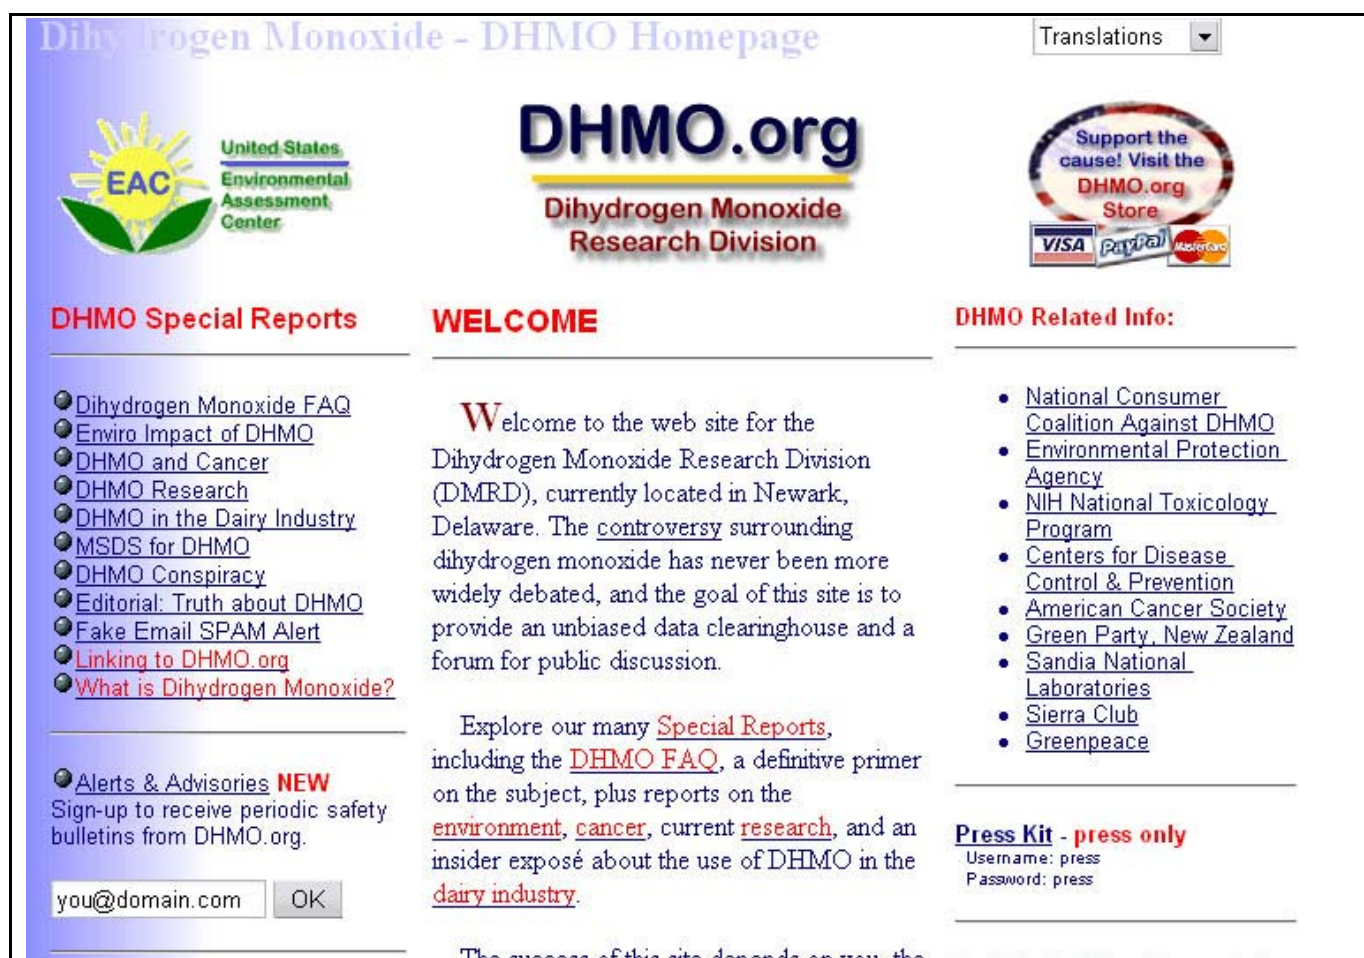 Dihydrogen Monoxide - DHMO Homepage
Translations
EAC
United States
Environmental
Assessment
Center
DHMO.org
Dihydrogen Monoxide
Research Division
Support the
cause! Visit the
DHMO.org
Store
VISA
PayPal
MasterCard
DHMO Special Reports
Dihydrogen Monoxide FAQ
Enviro Impact of DHMO
DHMO and Cancer
DHMO Research
DHMO in the Dairy Industry
MSDS for DHMO
DHMO Conspiracy
Editorial: Truth about DHMO
Fake Email SPAM Alert
Linking to DHMO.org
What is Dihydrogen Monoxide?
Alerts & Advisories NEW
Sign-up to receive periodic safety
bulletins from DHMO.org.
you@domain.com
OK
WELCOME
Welcome to the web site for the
Dihydrogen Monoxide Research Division
(DMRD), currently located in Newark,
Delaware. The controversy surrounding
dihydrogen monoxide has never been more
widely debated, and the goal of this site is to
provide an unbiased data clearinghouse and a
forum for public discussion.
Explore our many Special Reports,
including the DHMO FAQ, a definitive primer
on the subject, plus reports on the
environment, cancer, current research, and an
insider exposé about the use of DHMO in the
dairy industry.
The success of this site depends on you, the
DHMO Related Info:
National Consumer
Coalition Against DHMO
Environmental Protection
Agency
NIH National Toxicology
Program
Centers for Disease
Control & Prevention
American Cancer Society
Green Party, New Zealand
Sandia National
Laboratories
Sierra Club
Greenpeace
Press Kit - press only
Username: press
Password: press